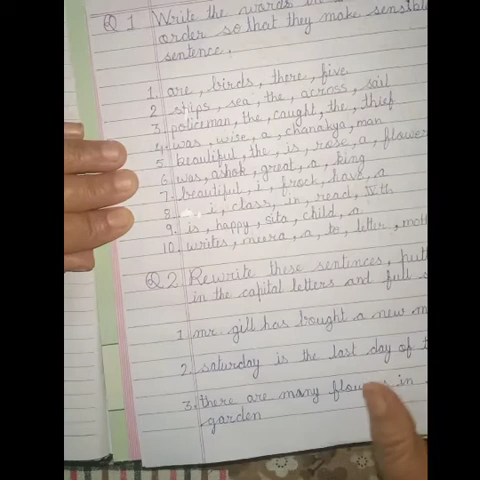 Q 1 Write the words in
order so that they make sensible
sentence.
1. are, birds, there, five
2 ships, sea, the, across, sail
3. policeman, the, caught, the, thief
4. was, wise, a, chanakya, man
5 beautiful, the, is, rose, a, flower
6 was, ashok, great, a, king
7. beautiful, i, frock, have, a
8. i, class, in, read, IVth
9. is, happy, sita, child, a
10. writes, meera, a, to, letter,
Q 2 Rewrite these sentences,
in the capital letters and full
1 mr. gill has bought a new
2. saturday is the last day of
3. there are many flowers in
garden